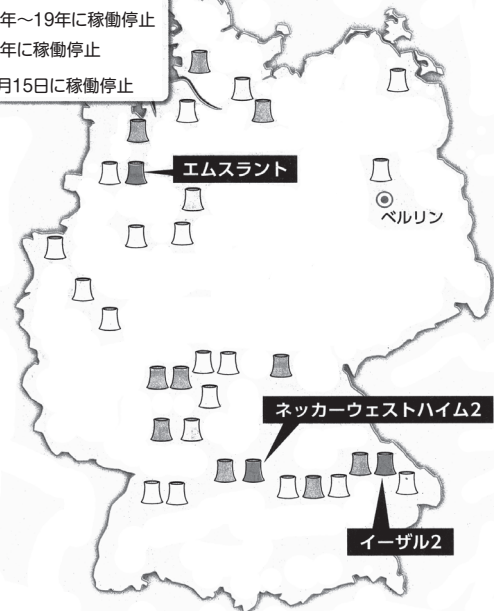 年～19年に稼働停止
年に稼働停止
月15日に稼働停止
エムスラント
ベルリン
ネッカーウェストハイム2
イーザル2